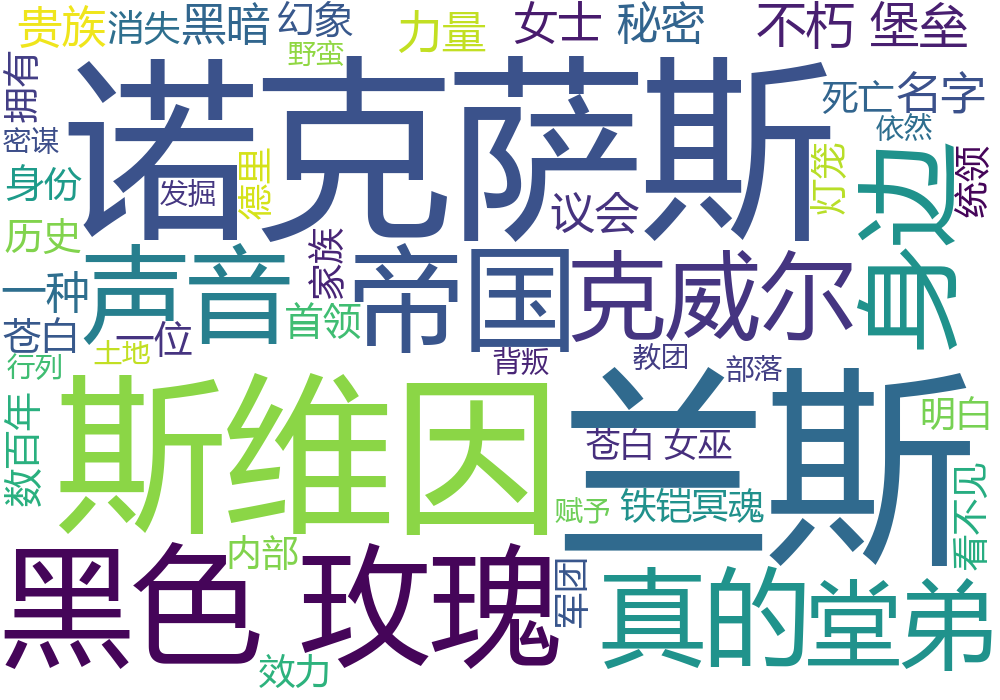 贵族 消失 黑暗 幻象 力量 女士 秘密 不朽 堡垒
野蛮
拥有 诺克萨斯 死亡 名字
密谋 依然
身份 发掘 德里 议会 灯笼 身边 统领
历史 声音 家族 帝国 克威尔
一种 首领
苍白 一位
行列 土地 背叛 教团 部落
数百年 斯维因 兰斯 明白
苍白 女巫
赋予 铁铠冥魂 看不见
黑色 玫瑰 内部 军团 真的 堂弟
效力